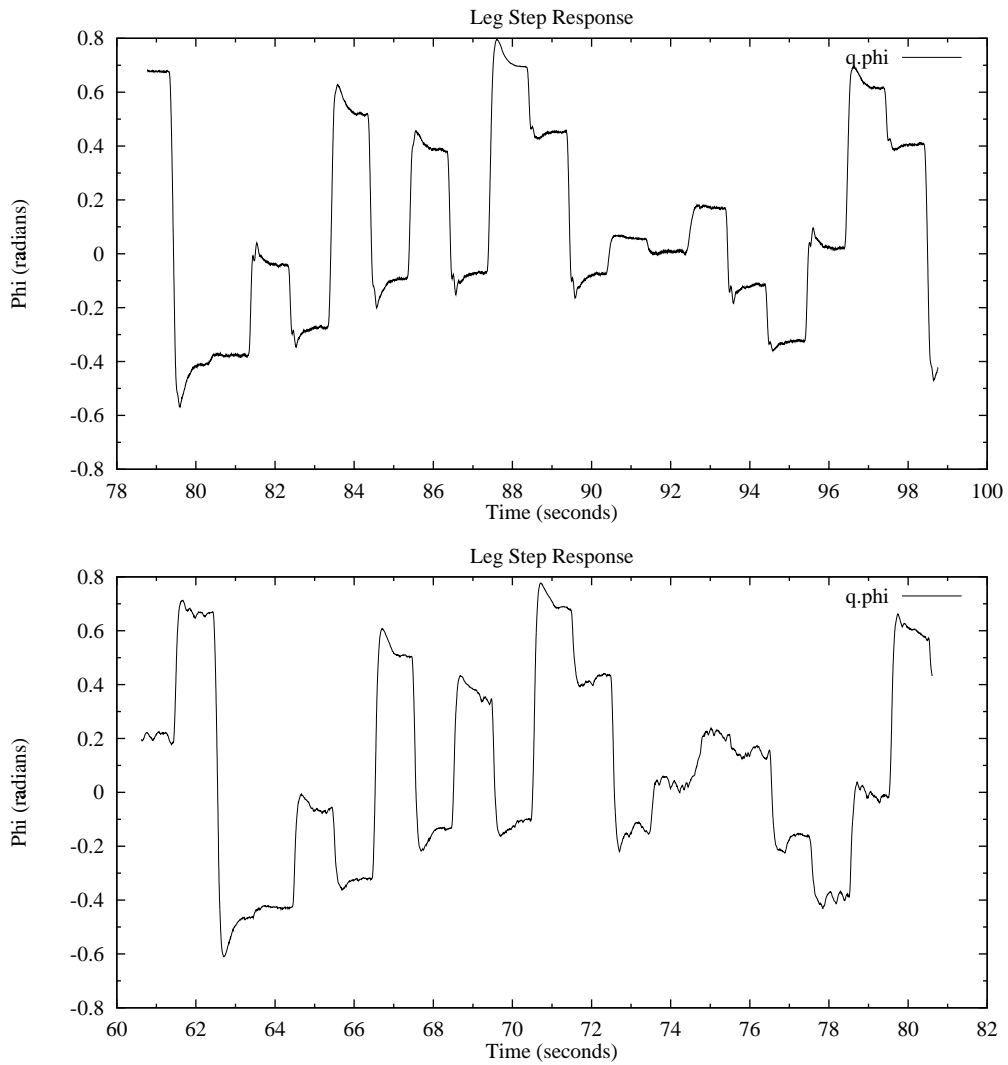 Leg Step Response
0.8
q.phi
0.6
0.4
0.2
0
-0.2
-0.4
-0.6
-0.8
Phi (radians)
78 80 82 84 86 88 90 92 94 96 98 100
Time (seconds)
Leg Step Response
0.8
q.phi
0.6
0.4
0.2
0
-0.2
-0.4
-0.6
-0.8
Phi (radians)
60 62 64 66 68 70 72 74 76 78 80 82
Time (seconds)